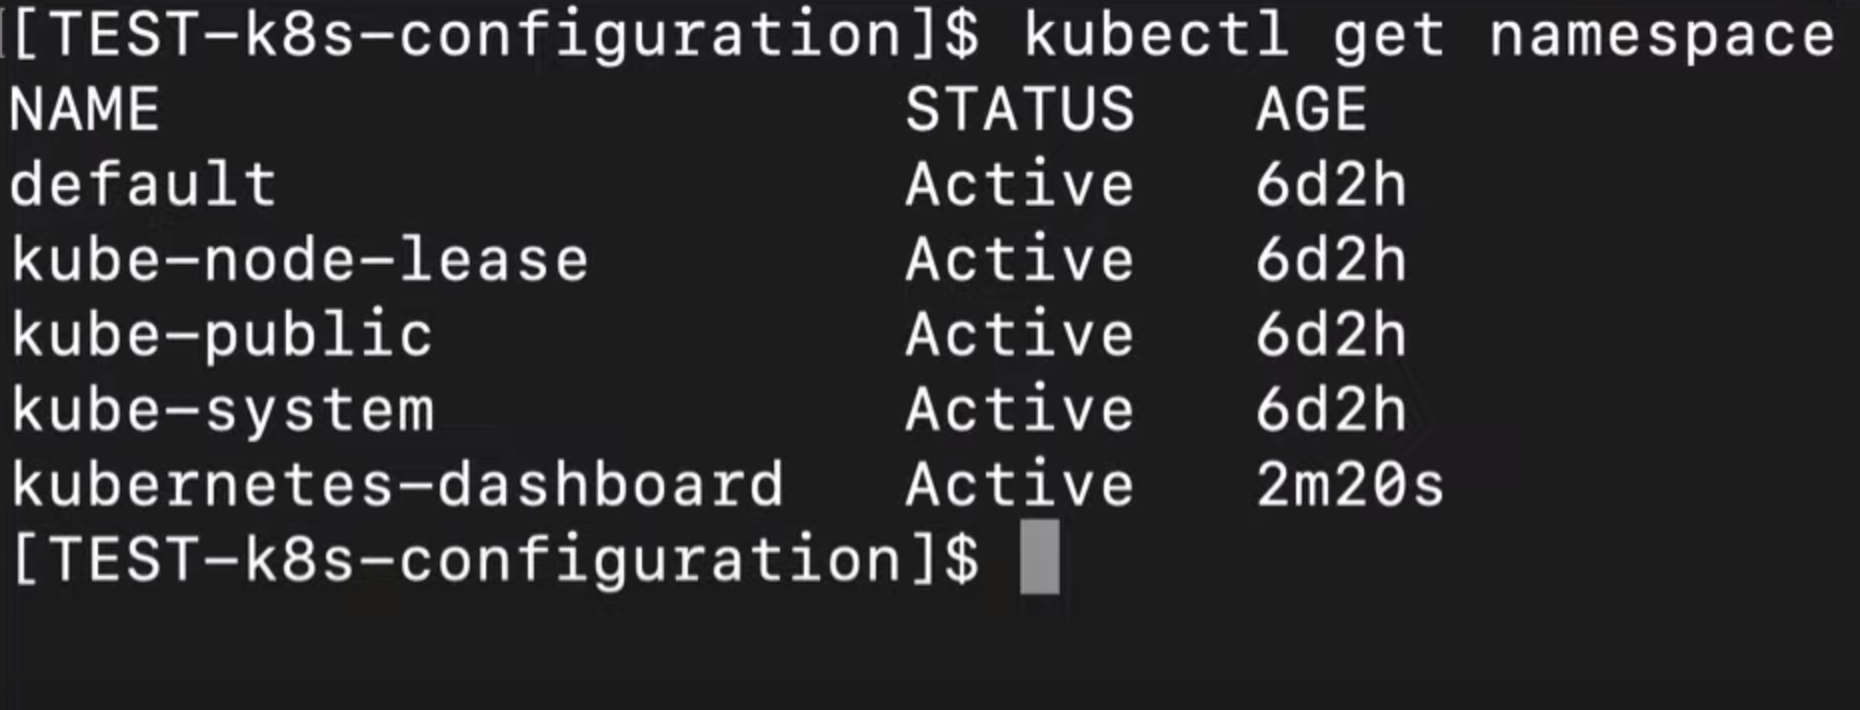 [[TEST-k8s-configuration]$ kubectl get namespace
NAME STATUS AGE
default Active 6d2h
kube-node-lease Active 6d2h
kube-public Active 6d2h
kube-system Active 6d2h
kubernetes-dashboard Active 2m20s
[TEST-k8s-configuration]$